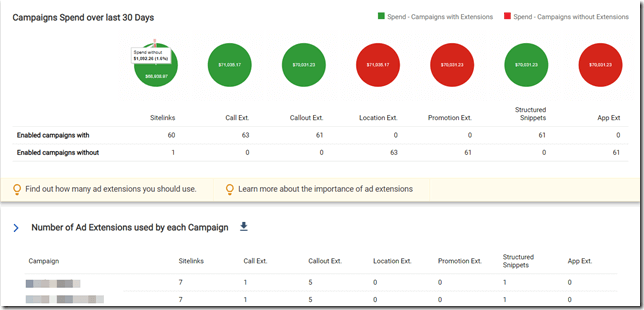 Campaigns Spend over last 30 Days
Spend - Campaigns with Extensions
Spend - Campaigns without Extensions
Spend without
$1,092.26 (1.6%)
$71,038.17
$70,031.23
$71,038.17
$70,031.23
$70,031.23
$70,031.23
Sitelinks Call Ext. Callout Ext. Location Ext. Promotion Ext. Structured Snippets App Ext
Enabled campaigns with 60 63 61 0 0 61 0
Enabled campaigns without 1 0 0 63 61 0 61
Find out how many ad extensions you should use.
Learn more about the importance of ad extensions
Number of Ad Extensions used by each Campaign
Campaign Sitelinks Call Ext. Callout Ext. Location Ext. Promotion Ext. Structured Snippets App Ext.
7 1 5 0 0 1 0
7 1 5 0 0 1 0